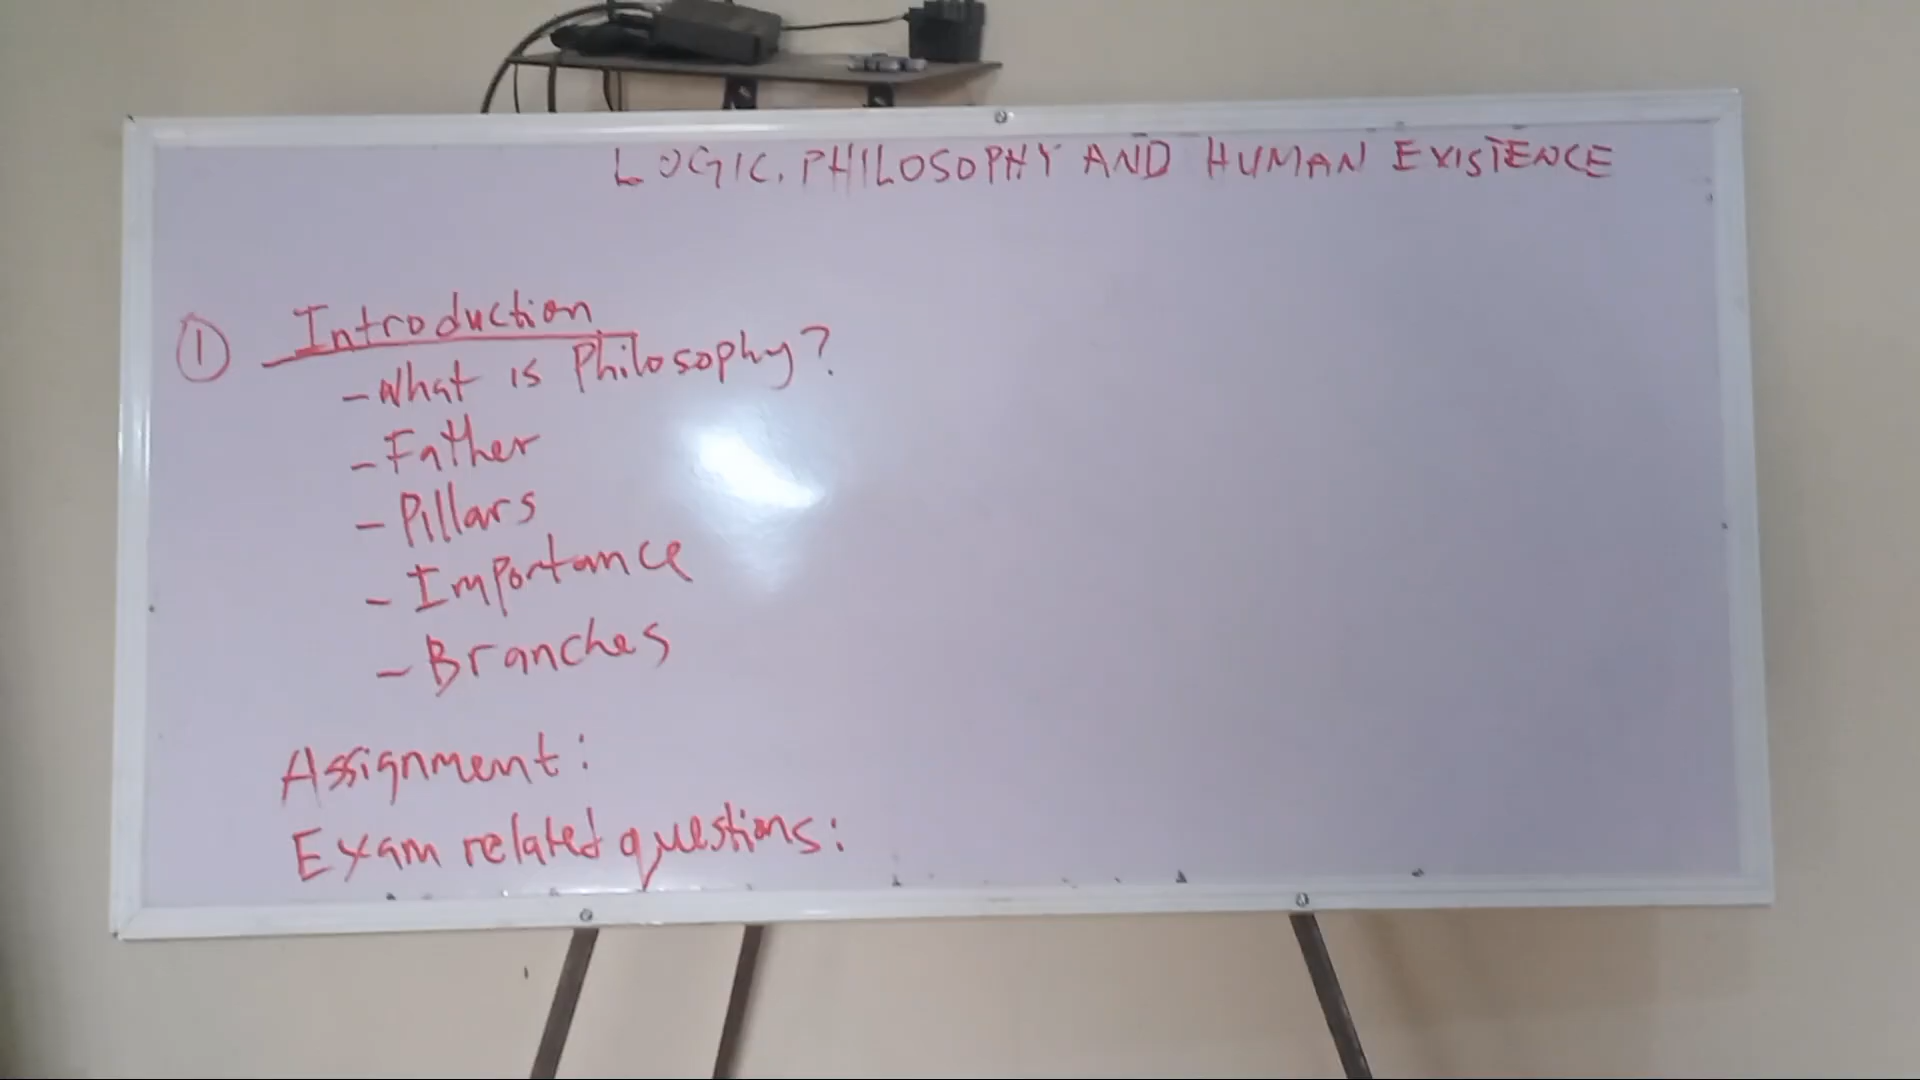 LOGIC, PHILOSOPHY AND HUMAN EXISTENCE
① Introduction
- What is Philosophy?
- Father
- Pillars
- Importance
- Branches
Assignment:
Exam related questions: